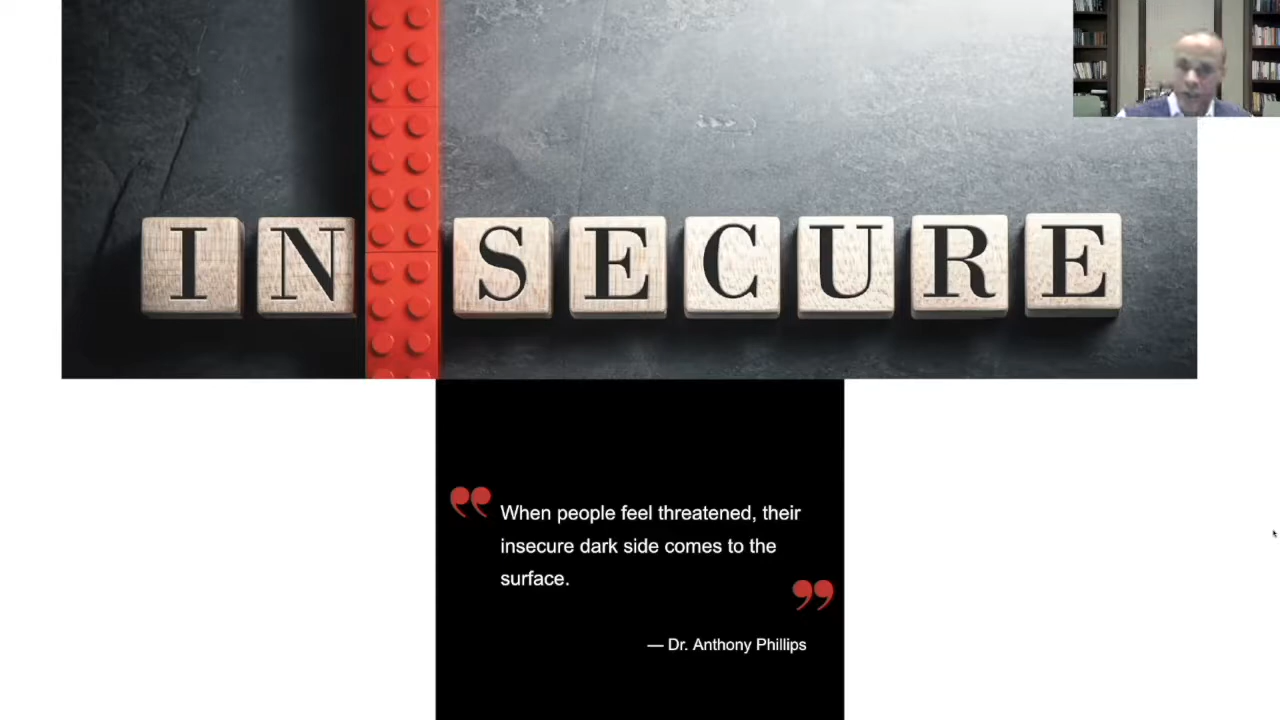 IN SECURE
When people feel threatened, their
insecure dark side comes to the
surface.
— Dr. Anthony Phillips